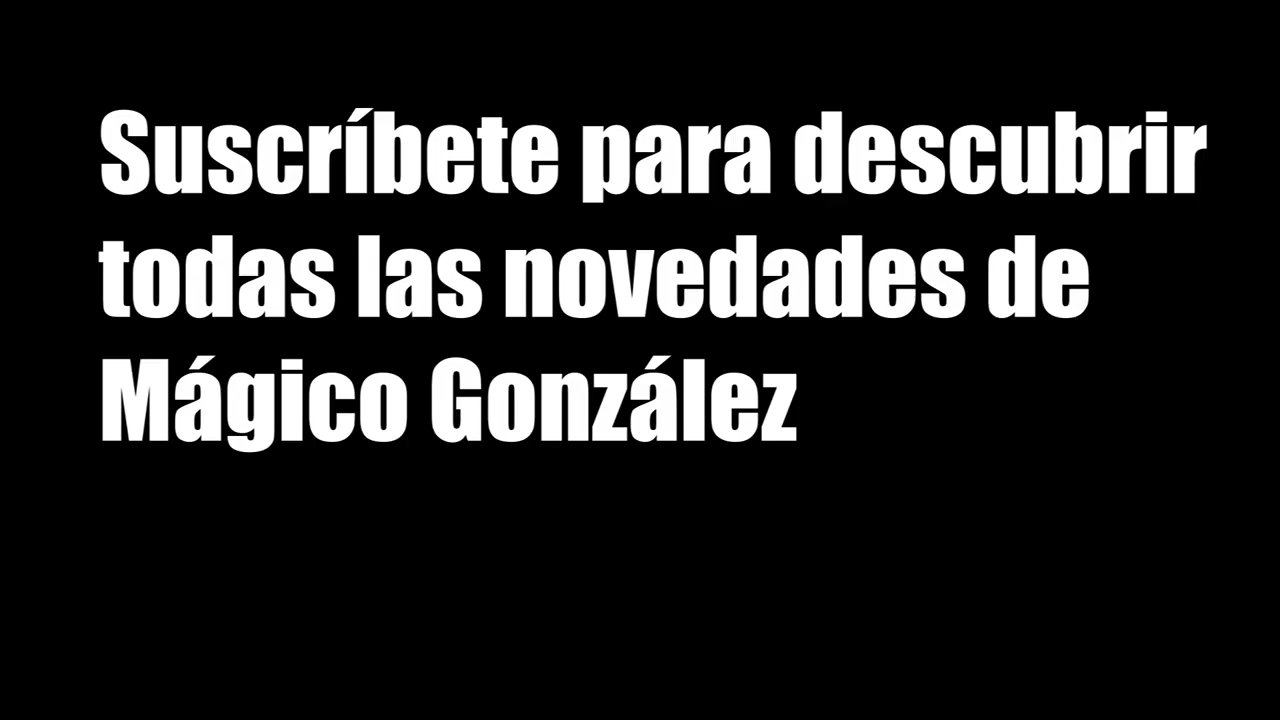 Suscríbete para descubrir
todas las novedades de
Mágico González